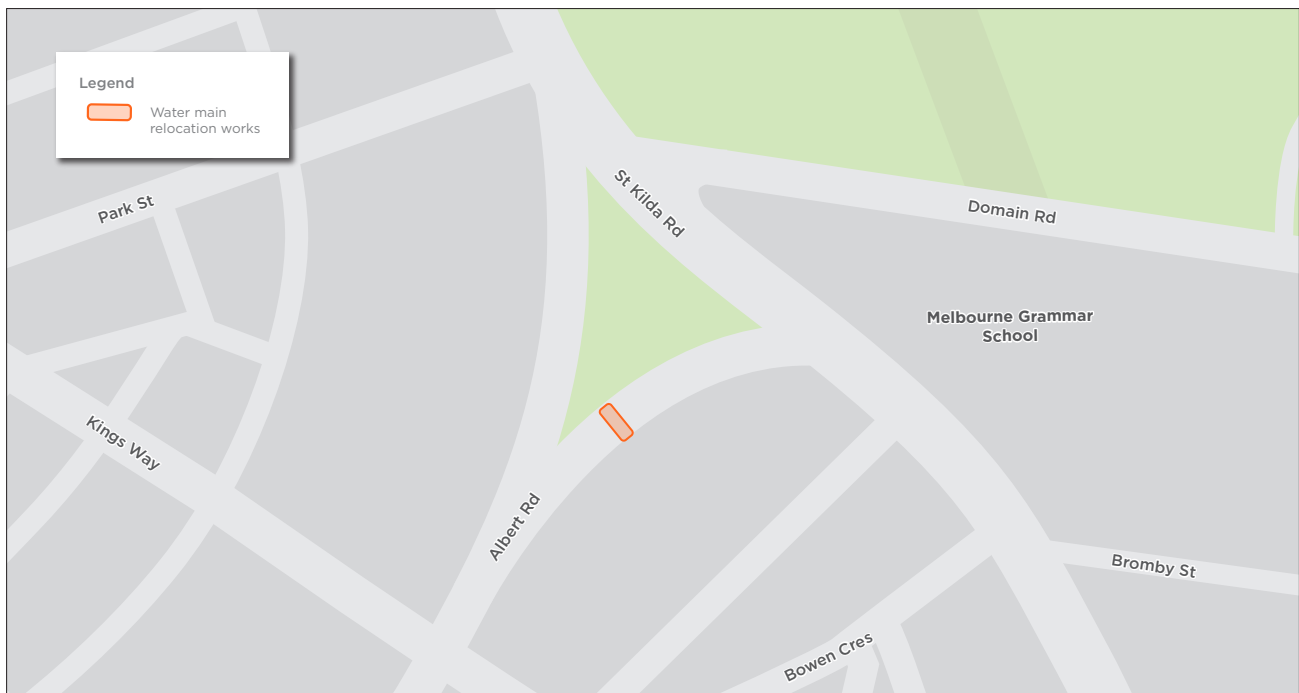 Legend
Water main
relocation works
Park St
St Kilda Rd
Domain Rd
Melbourne Grammar
School
Kings Way
Albert Rd
Bromby St
Bowen Cres